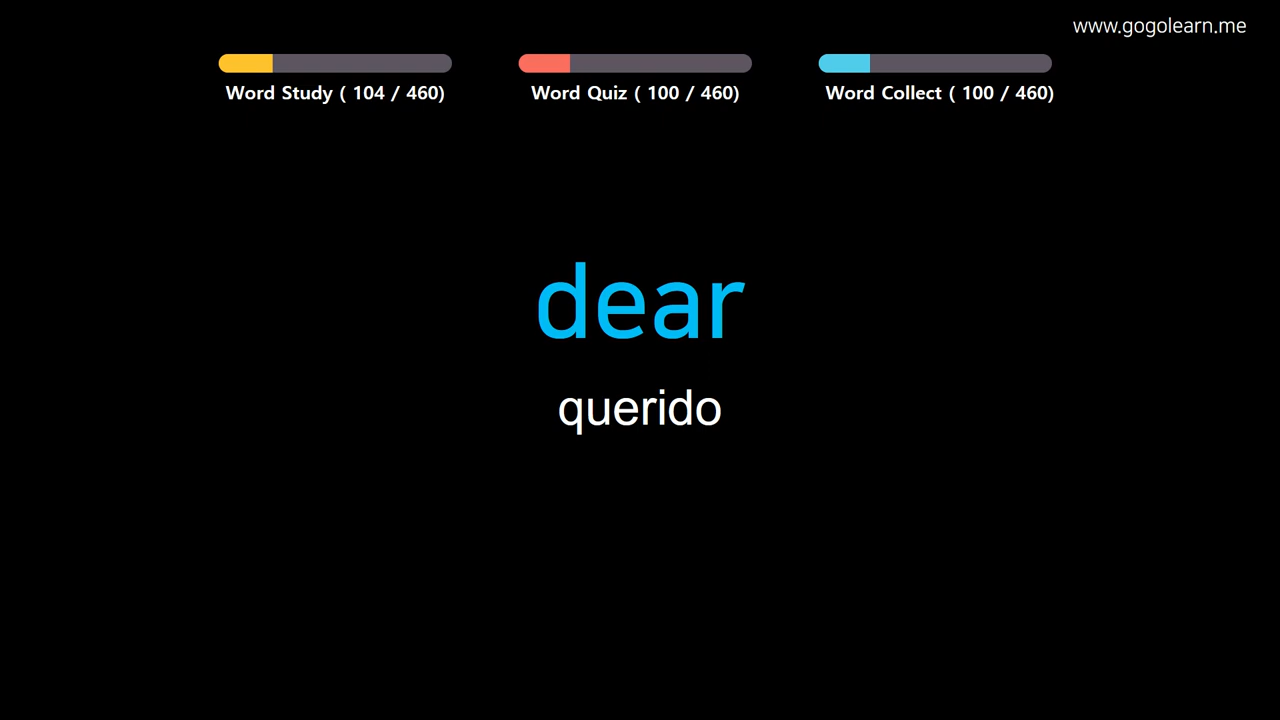 www.gogolearn.me
Word Study ( 104 / 460)
Word Quiz ( 100 / 460)
Word Collect ( 100 / 460)
dear
querido